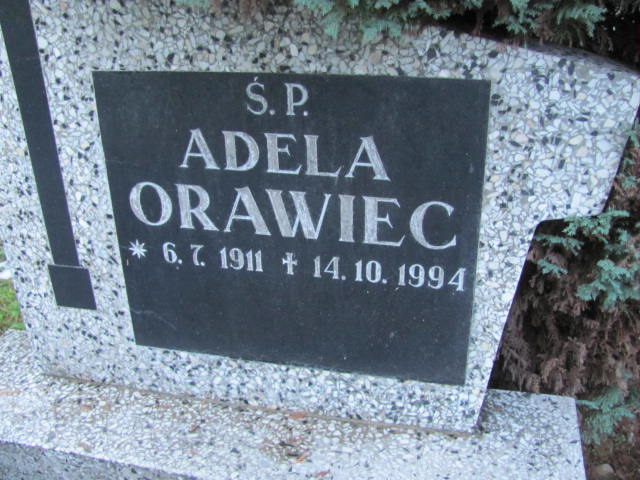 Ś. P.
ADELA
ORAWIEC
* 6. 7. 1911 ✝ 14. 10. 1994